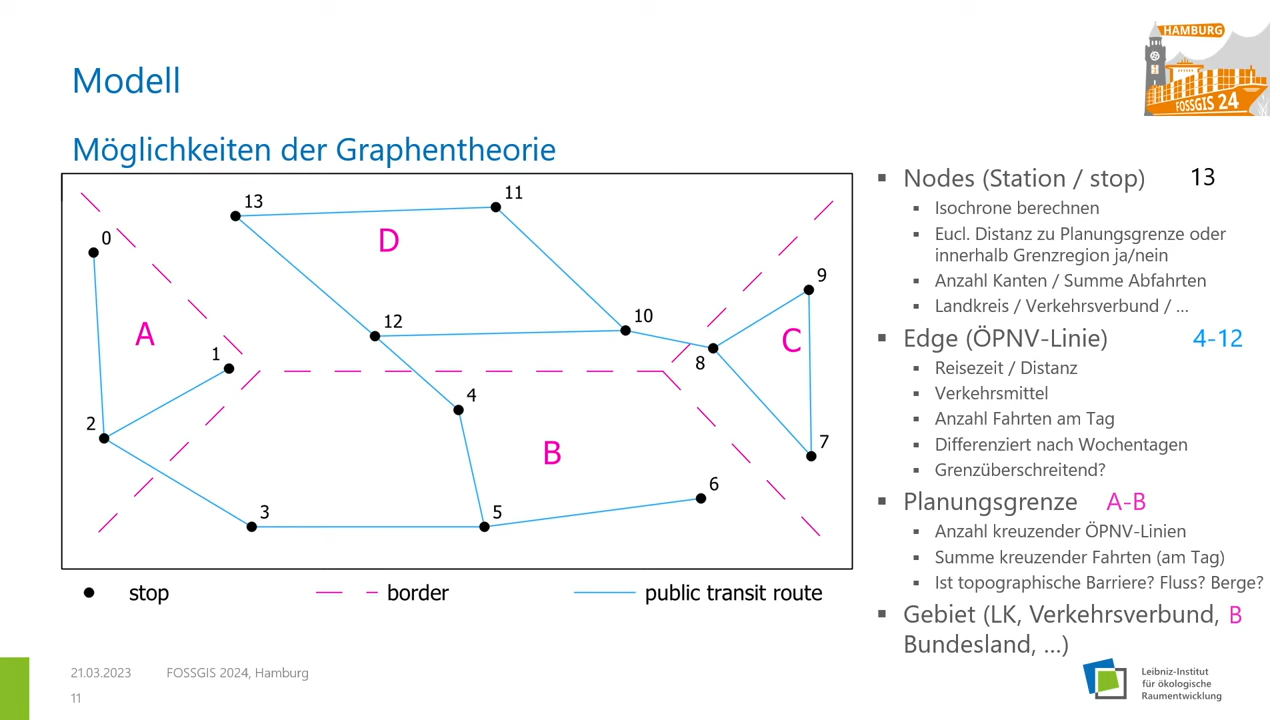 HAMBURG
FOSSGIS 24
Modell
Möglichkeiten der Graphentheorie
13
11
D
0
9
12
10
A
C
1
8
4
2
B
7
6
3
5
stop
border
public transit route
Nodes (Station / stop) 13
Isochrone berechnen
Eucl. Distanz zu Planungsgrenze oder
innerhalb Grenzregion ja/nein
Anzahl Kanten / Summe Abfahrten
Landkreis / Verkehrsverbund / ...
Edge (ÖPNV-Linie) 4-12
Reisezeit / Distanz
Verkehrsmittel
Anzahl Fahrten am Tag
Differenziert nach Wochentagen
Grenzüberschreitend?
Planungsgrenze A-B
Anzahl kreuzender ÖPNV-Linien
Summe kreuzender Fahrten (am Tag)
Ist topographische Barriere? Fluss? Berge?
Gebiet (LK, Verkehrsverbund, B
Bundesland, ...)
21.03.2023 FOSSGIS 2024, Hamburg
11
Leibniz-Institut
für ökologische
Raumentwicklung